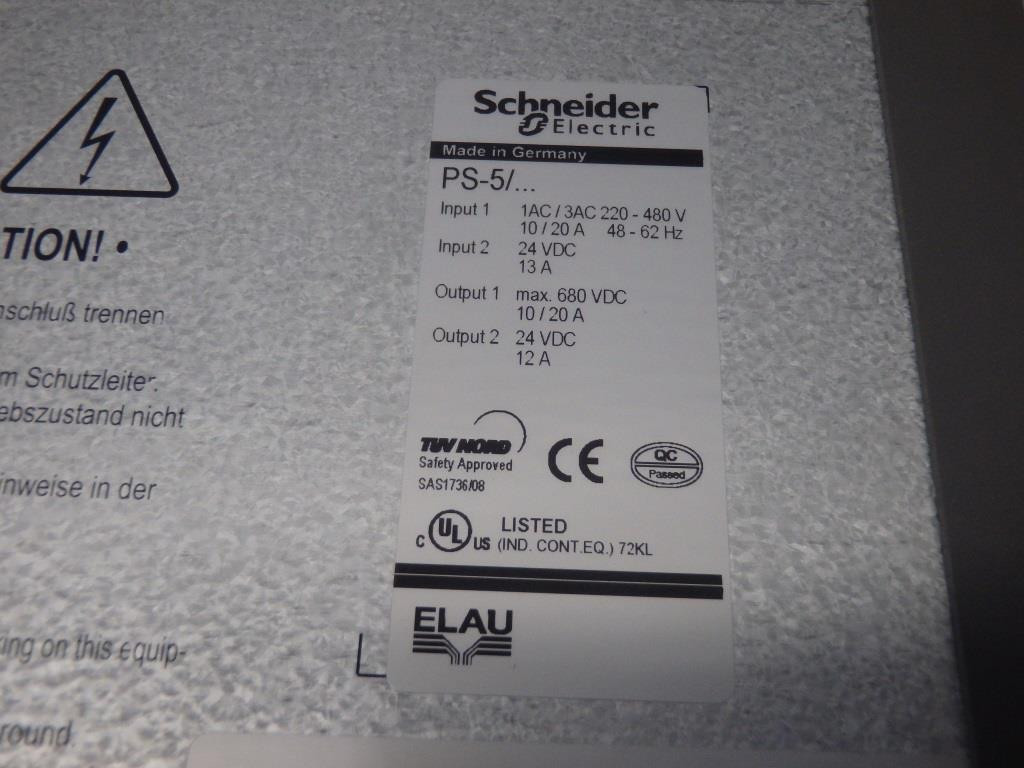 TION! •
nschluß trennen
m Schutzleiter.
ebszustand nicht
inweise in der
king on this equip-
round.
Schneider
Electric
Made in Germany
PS-5/...
Input 1 1AC / 3AC 220 - 480 V
10 / 20 A 48 - 62 Hz
Input 2 24 VDC
13 A
Output 1 max. 680 VDC
10 / 20 A
Output 2 24 VDC
12 A
TUV NORD
Safety Approved
SAS1736/08
CE
QC
Passed
C UL US LISTED
(IND. CONT.EQ.) 72KL
ELAU